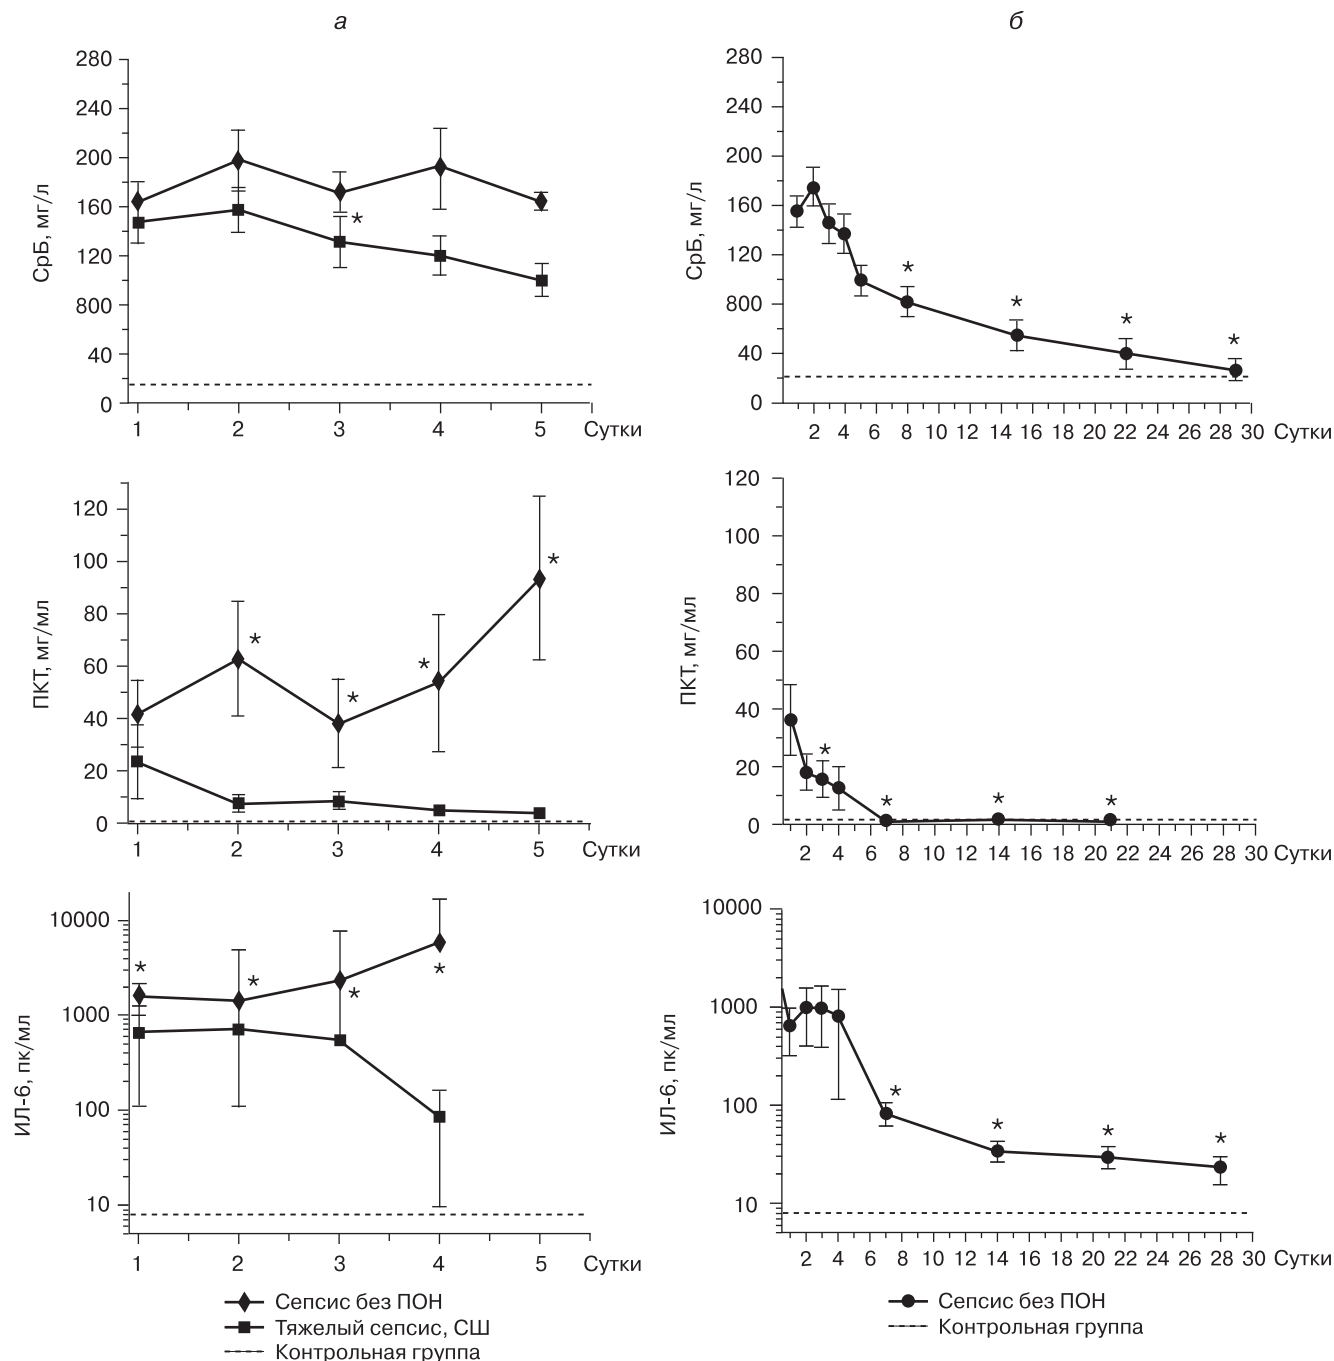 а
280
240
200
160
120
800
40
0
СрБ, мг/л
*
1 2 3 4 5 Сутки
б
280
240
200
160
120
800
40
0
СрБ, мг/л
* * * *
2 4 6 8 10 12 14 16 18 20 22 24 26 28 30 Сутки
120
100
80
60
40
20
0
ПКТ, мг/мл
* * * *
1 2 3 4 5 Сутки
120
100
80
60
40
20
0
ПКТ, мг/мл
* * * *
2 4 6 8 10 12 14 16 18 20 22 24 26 28 30 Сутки
10000
1000
100
10
ИЛ-6, пк/мл
* * * *
1 2 3 4 5 Сутки
10000
1000
100
10
ИЛ-6, пк/мл
* * * *
2 4 6 8 10 12 14 16 18 20 22 24 26 28 30 Сутки
Сепсис без ПОН
Тяжелый сепсис, СШ
Контрольная группа
Сепсис без ПОН
Контрольная группа